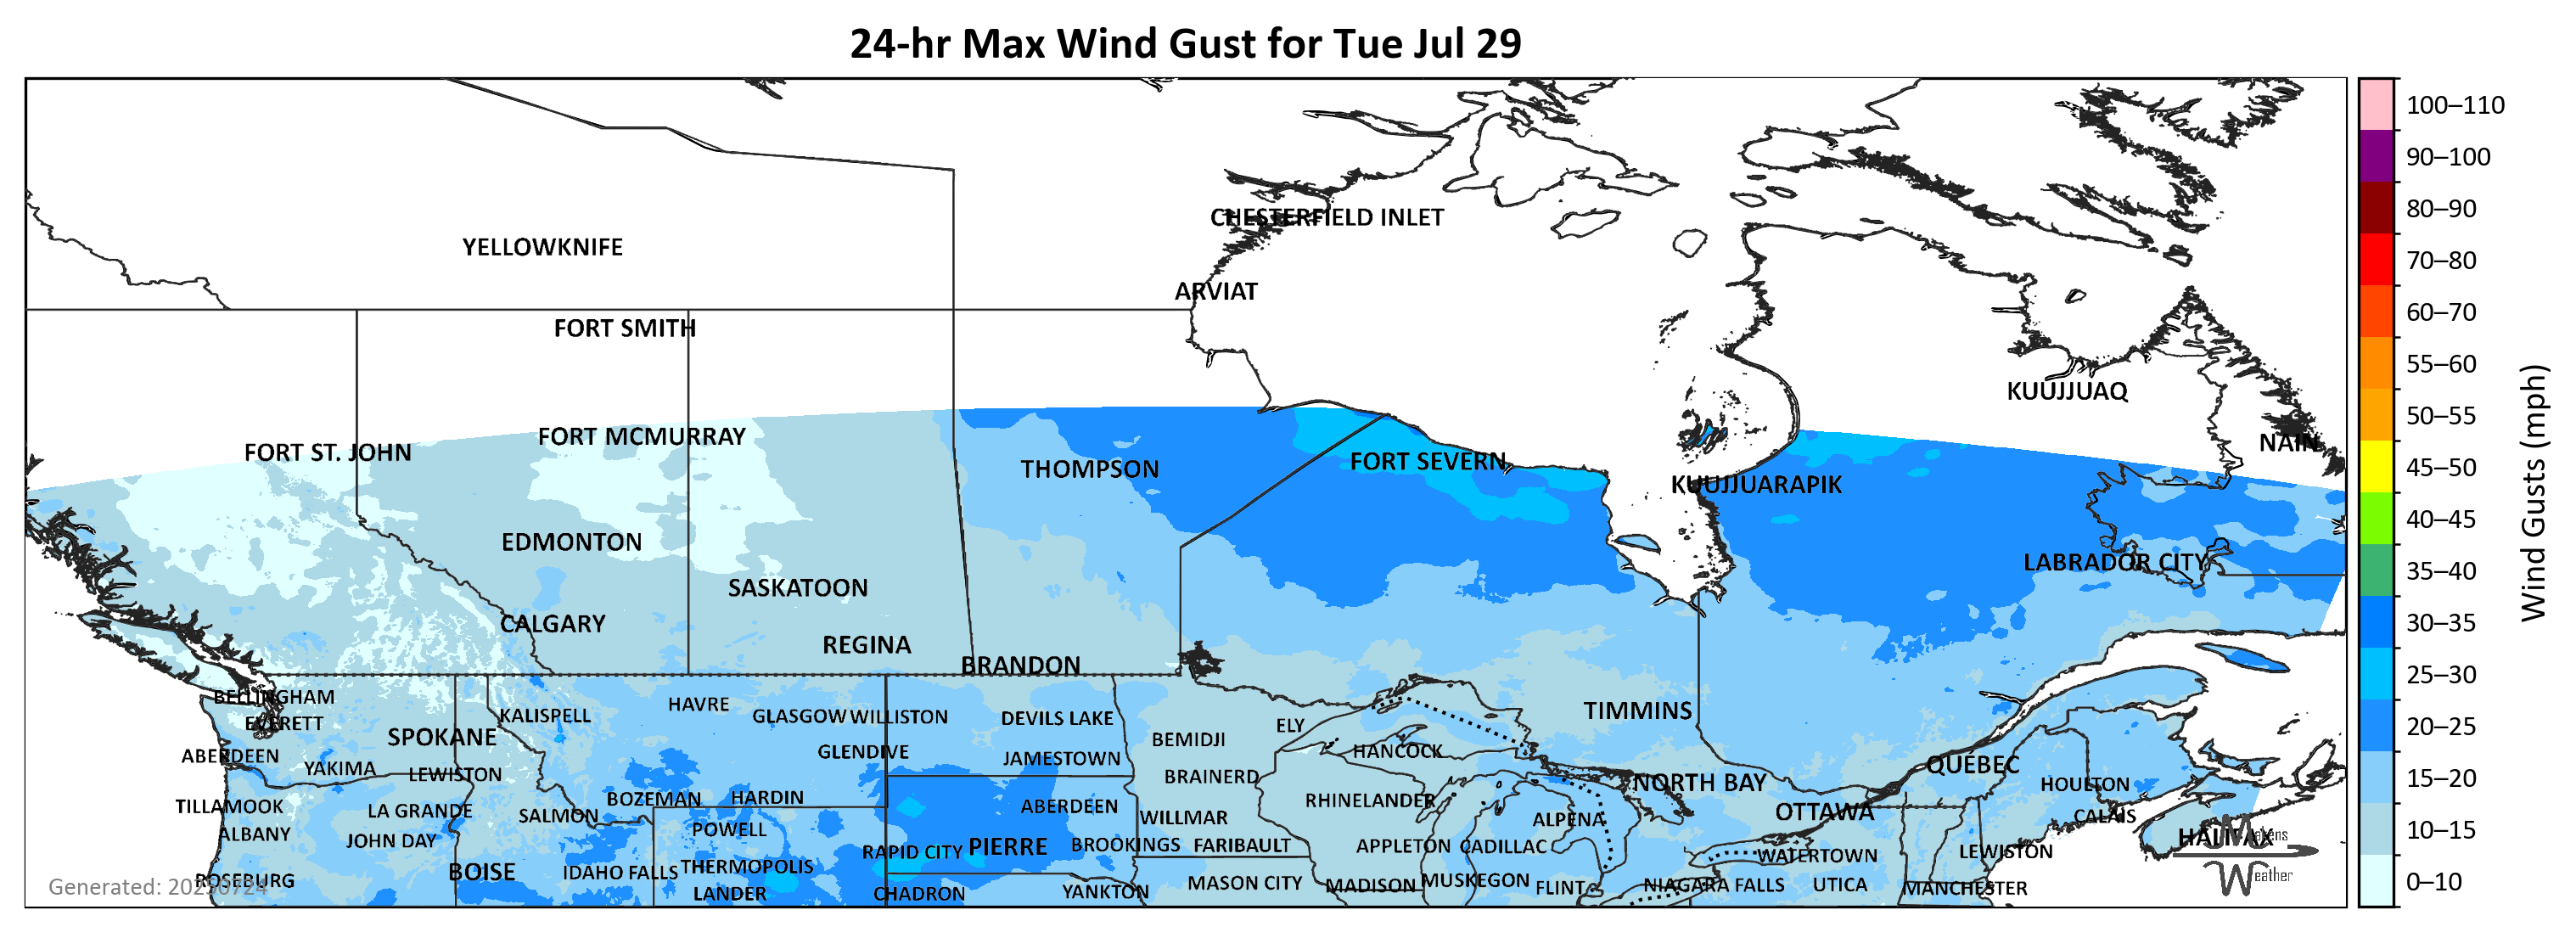 24-hr Max Wind Gust for Tue Jul 29
100–110
90–100
80–90
70–80
60–70
55–60
50–55
45–50
40–45
35–40
30–35
25–30
20–25
15–20
10–15
0–10
Wind Gusts (mph)
CHESTERFIELD INLET
YELLOWKNIFE
ARVIAT
FORT SMITH
KUUJJUAQ
FORT MCMURRAY
NAIN
FORT ST. JOHN
FORT SEVERN
THOMPSON
KUUJJUARAPIK
EDMONTON
LABRADOR CITY
SASKATOON
CALGARY
REGINA
BRANDON
BELLINGHAM
HAVRE
TIMMINS
KALISPELL
GLASGOW WILLISTON
DEVILS LAKE
EVERETT
ELY
SPOKANE
BEMIDJI
GLENDIVE
HANCOCK
ABERDEEN
JAMESTOWN
QUÉBEC
YAKIMA
LEWISTON
BRAINERD
NORTH BAY
HOULTON
BOZEMAN
HARDIN
RHINELANDER
TILLAMOOK
ABERDEEN
LA GRANDE
OTTAWA
SALMON
CALAIS
WILLMAR
ALPENA
POWELL
ALBANY
HALIFAX
Makens
Weather
JOHN DAY
BROOKINGS
FARIBAULT
APPLETON
CADILLAC
PIERRE
RAPID CITY
LEWISTON
WATERTOWN
THERMOPOLIS
BOISE
IDAHO FALLS
ROSEBURG
MUSKEGON
YANKTON
MASON CITY
MADISON
FLINT
NIAGARA FALLS
UTICA
MANCHESTER
LANDER
CHADRON
Generated: 20250724